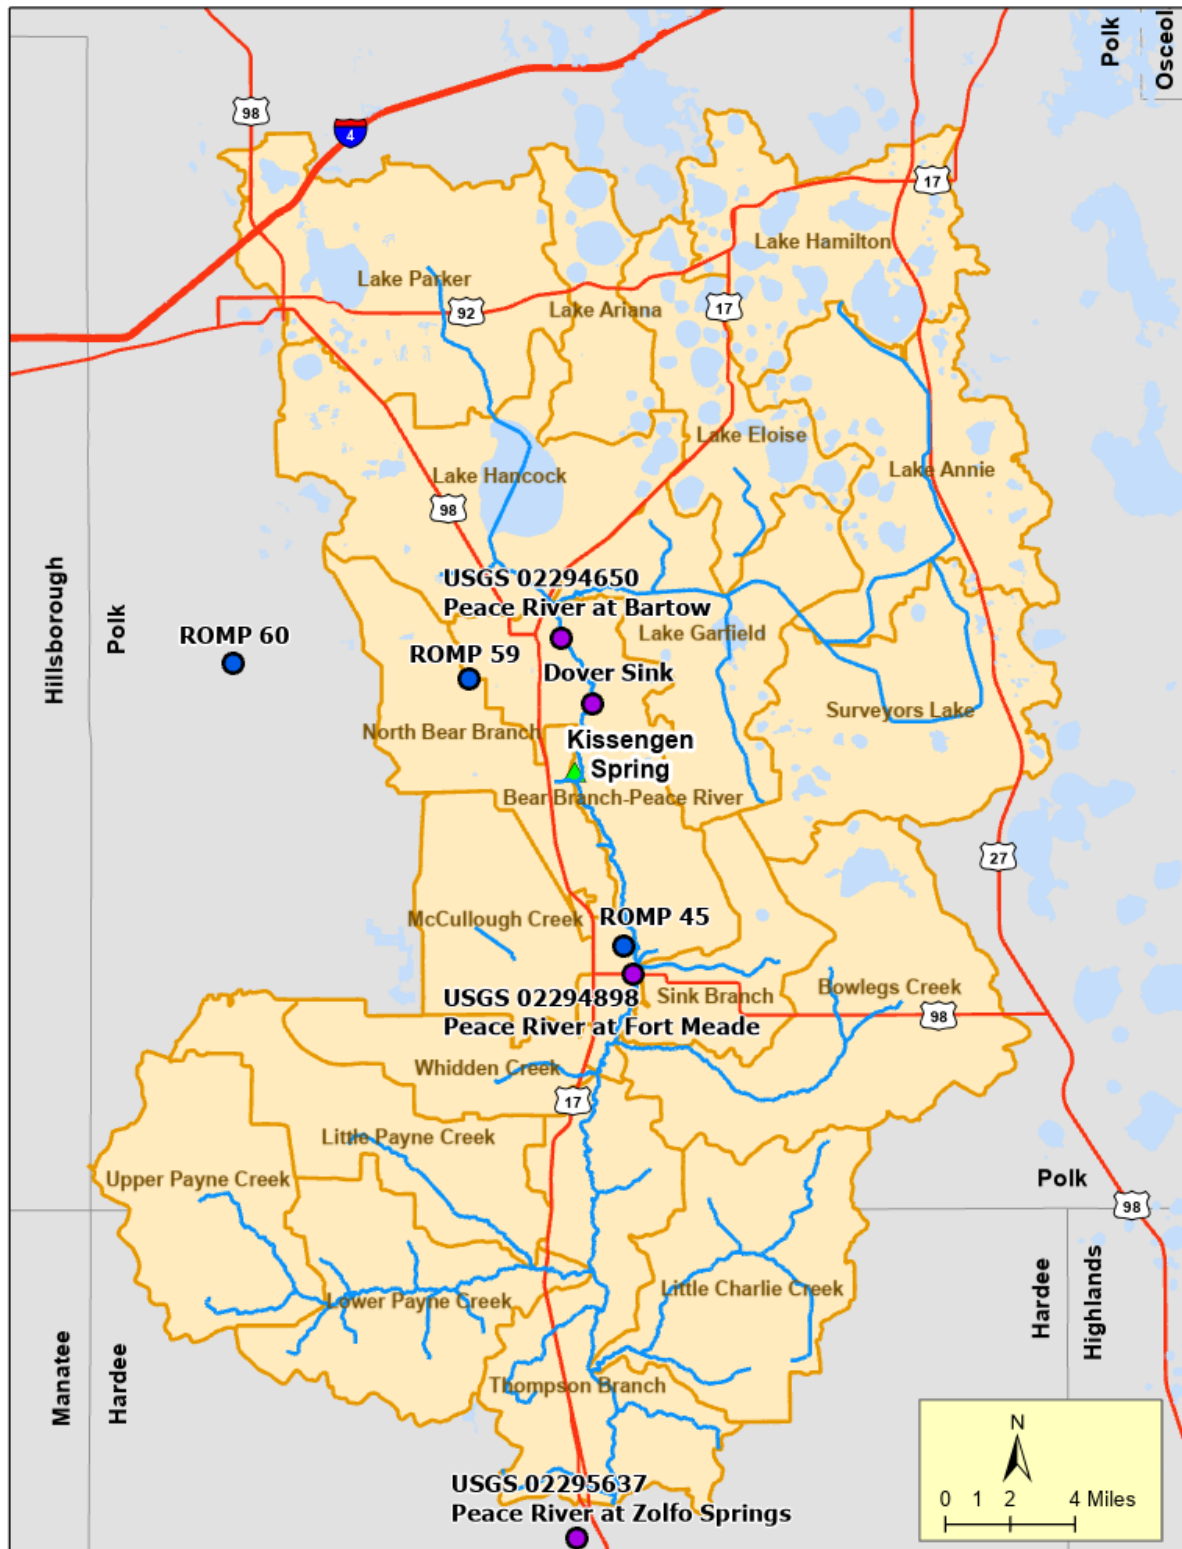 Polk
Osceol
98
4
17
Lake Hamilton
Lake Parker
92
Lake Ariana
17
Lake Eloise
Lake Hancock
Lake Annie
98
Hillsborough
Polk
USGS 02294650
Peace River at Bartow
ROMP 60
Lake Garfield
ROMP 59
Dover Sink
Surveyors Lake
North Bear Branch
Kissengen
Spring
Bear Branch-Peace River
27
McCullough Creek
ROMP 45
USGS 02294898
Peace River at Fort Meade
Sink Branch
Bowlegs Creek
98
Whidden Creek
17
Little Payne Creek
Upper Payne Creek
Polk
98
Hardee
Highlands
Little Charlie Creek
Lower Payne Creek
Manatee
Hardee
Thompson Branch
USGS 02295637
Peace River at Zolfo Springs
N
0 1 2 4 Miles